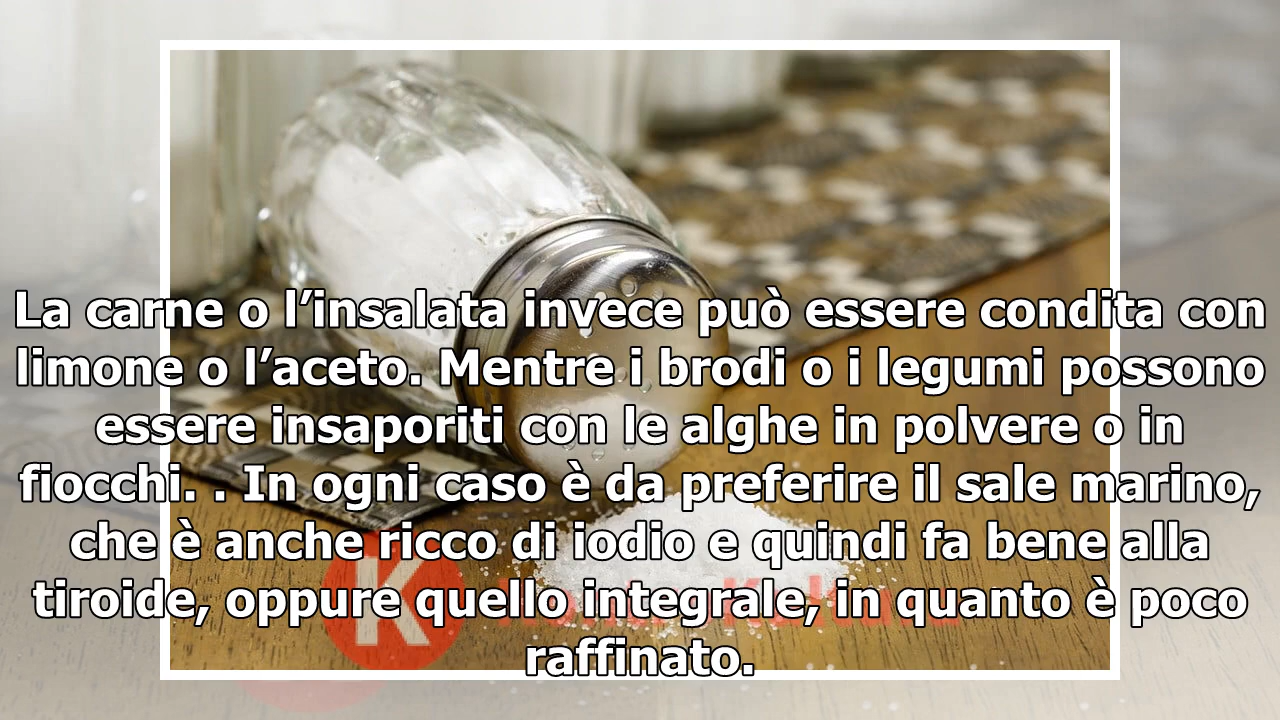 La carne o l’insalata invece può essere condita con
limone o l’aceto. Mentre i brodi o i legumi possono
essere insaporiti con le alghe in polvere o in
fiocchi. . In ogni caso è da preferire il sale marino,
che è anche ricco di iodio e quindi fa bene alla
tiroide, oppure quello integrale, in quanto è poco
raffinato.
K